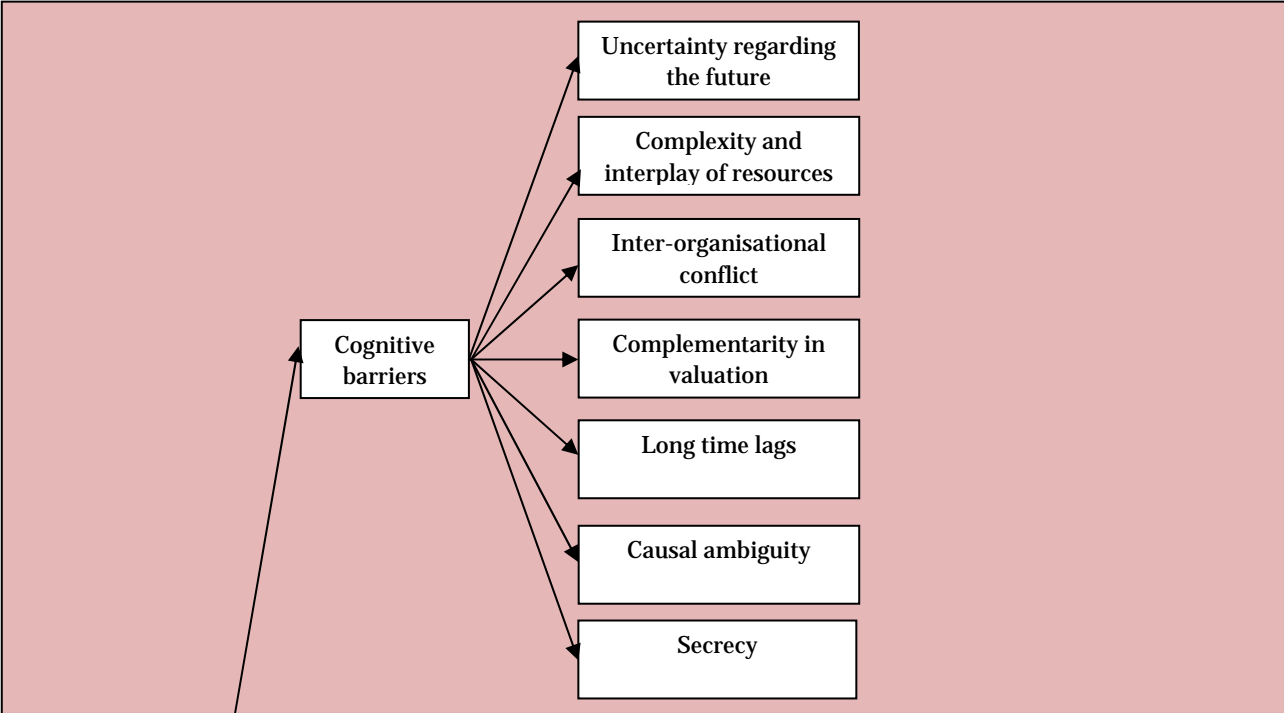 Uncertainty regarding
the future
Complexity and
interplay of resources
Inter-organisational
conflict
Cognitive
barriers
Complementarity in
valuation
Long time lags
Causal ambiguity
Secrecy